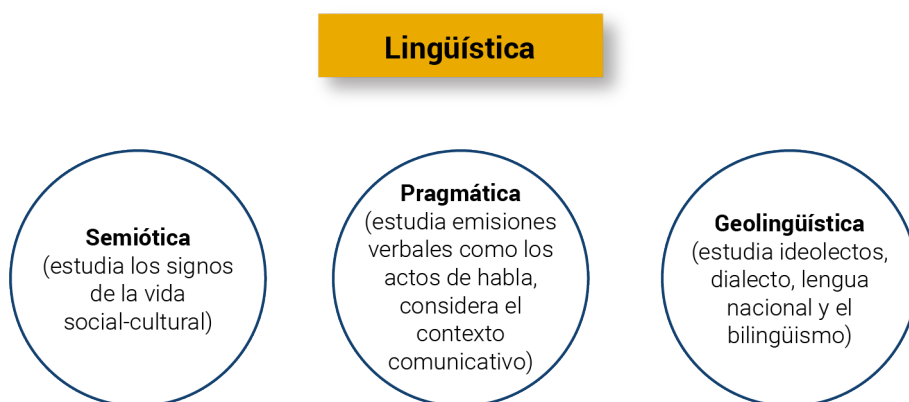 Lingüística
Semiótica
(estudia los signos
de la vida
social-cultural)
Pragmática
(estudia emisiones
verbales como los
actos de habla,
considera el
contexto
comunicativo)
Geolingüística
(estudia ideolectos,
dialecto, lengua
nacional y el
bilingüismo)